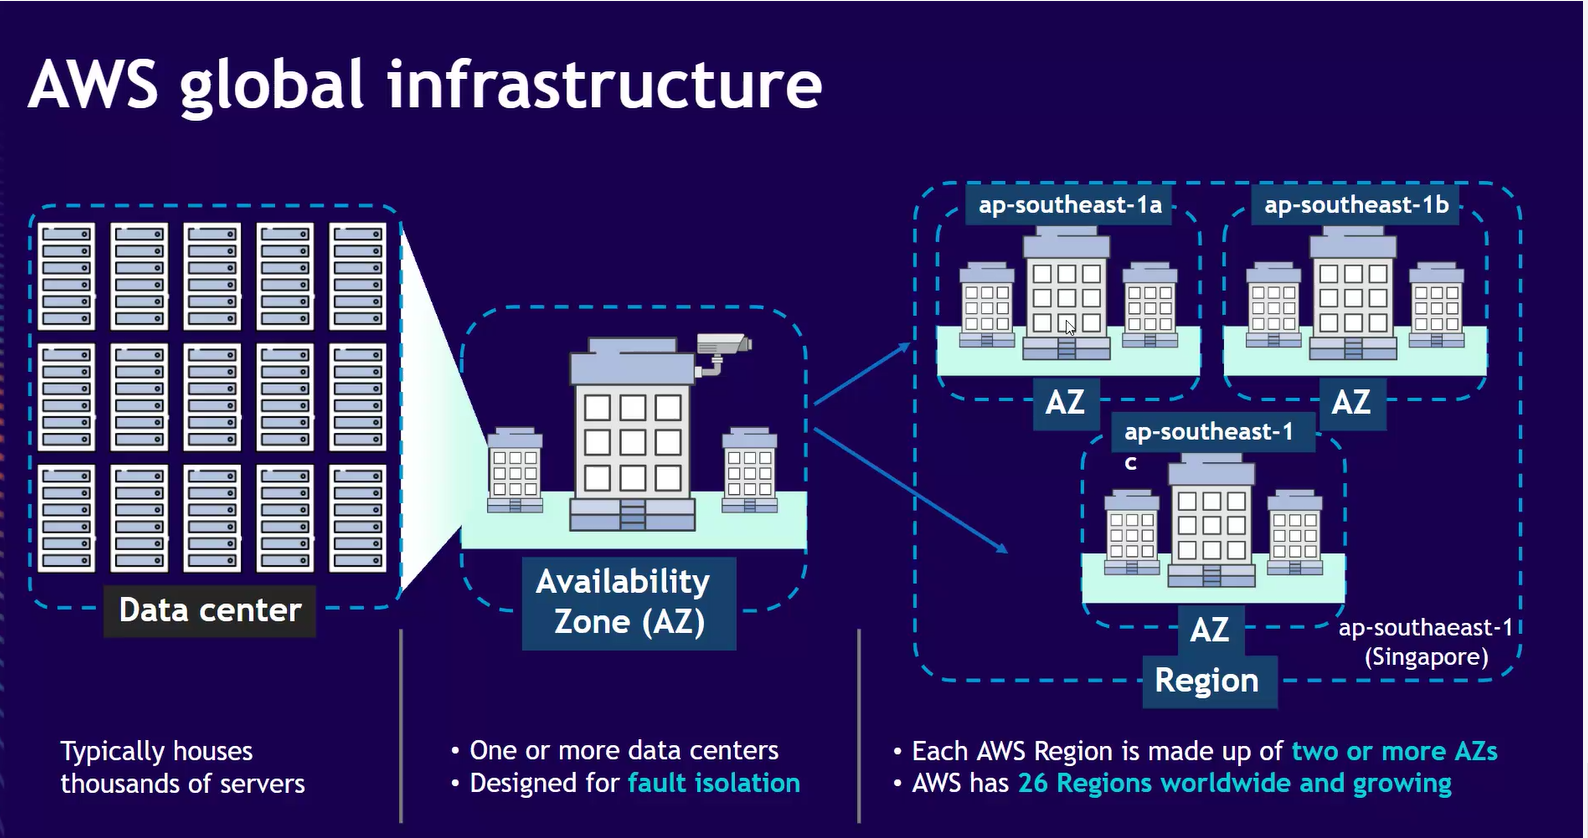 AWS global infrastructure
Data center
Typically houses
thousands of servers
Availability
Zone (AZ)
• One or more data centers
• Designed for fault isolation
ap-southeast-1a
AZ
ap-southeast-1b
AZ
ap-southeast-1
c
AZ
ap-southaeast-1
(Singapore)
Region
• Each AWS Region is made up of two or more AZs
• AWS has 26 Regions worldwide and growing